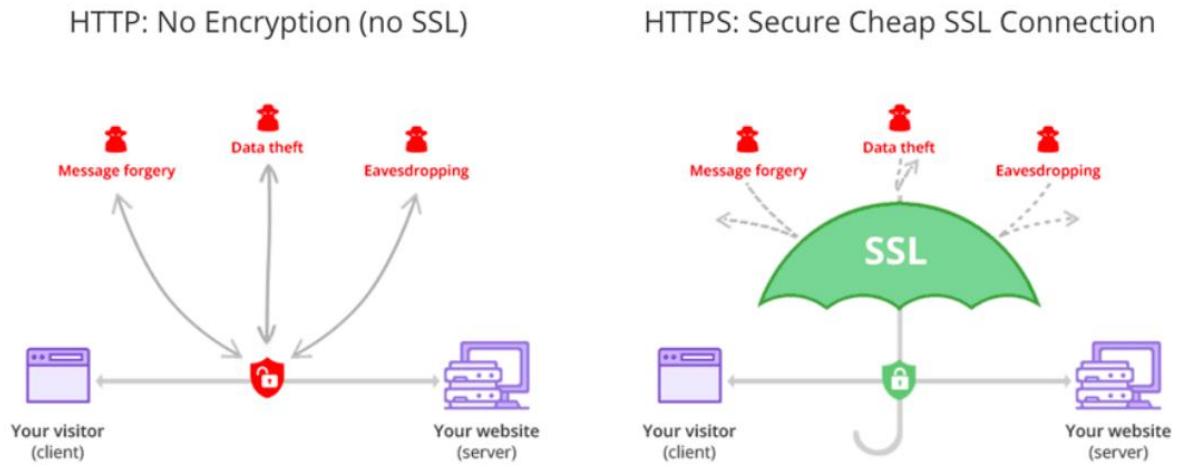 HTTP: No Encryption (no SSL)
Data theft
Message forgery
Eavesdropping
Your visitor
(client)
Your website
(server)
HTTPS: Secure Cheap SSL Connection
Data theft
Message forgery
Eavesdropping
SSL
Your visitor
(client)
Your website
(server)